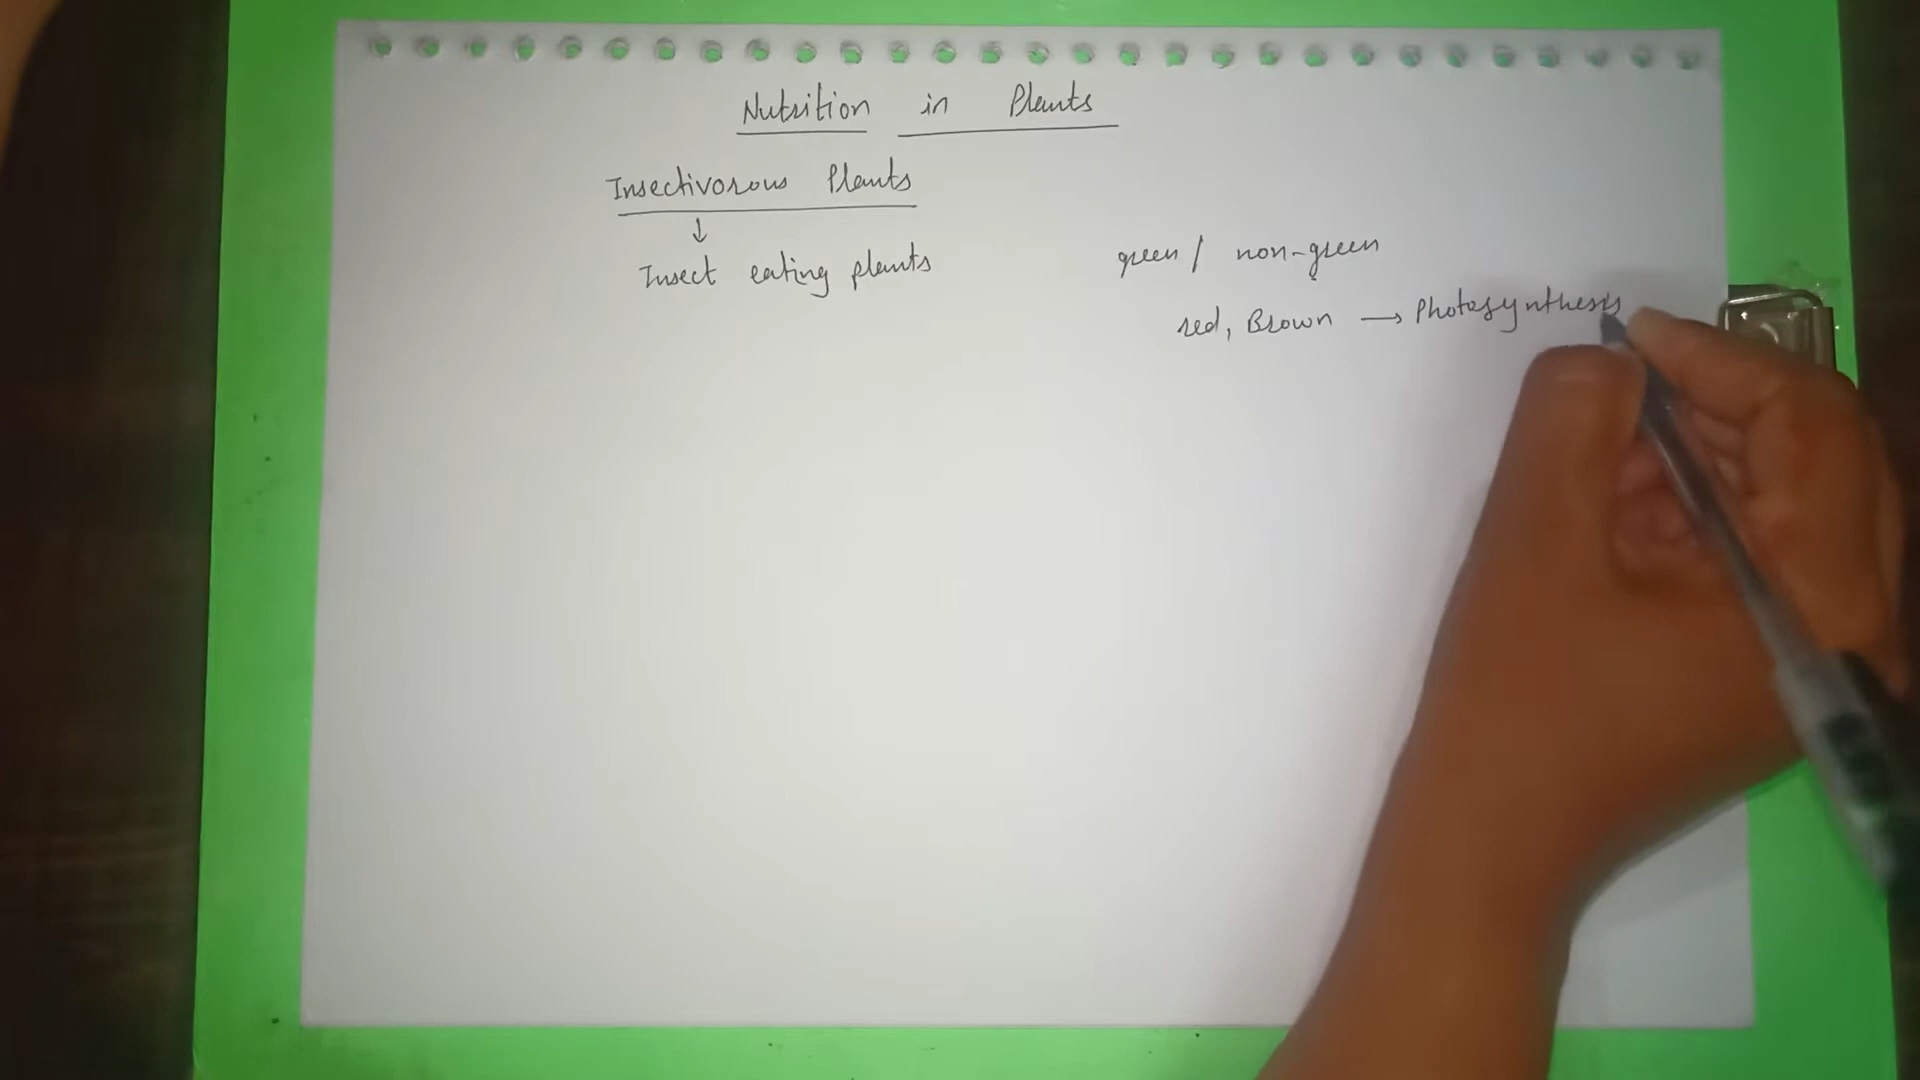 Nutrition in Plants
Insectivorous Plants
↓
Insect eating plants
green / non-green
red, Brown → Photosynthesis